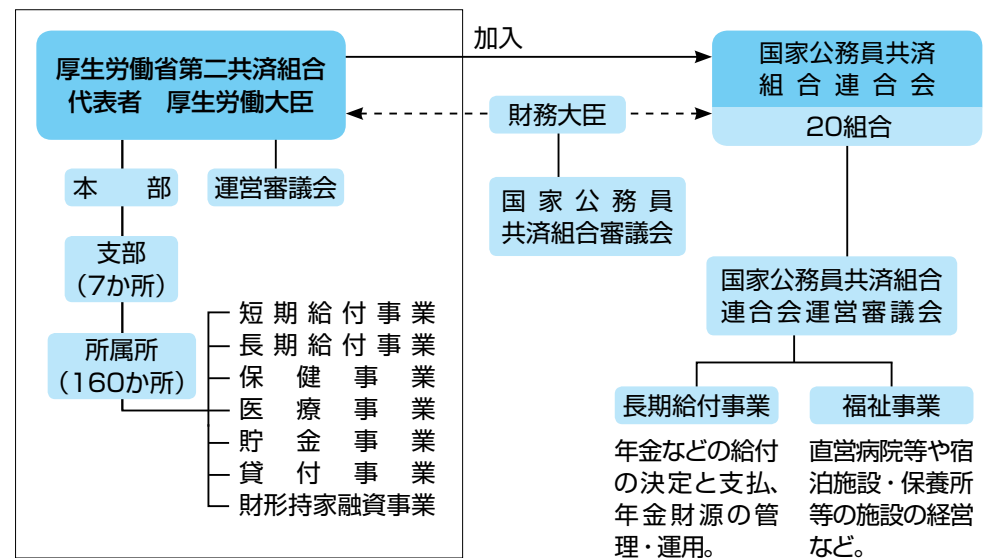 厚生労働省第二共済組合
代表者 厚生労働大臣
加入
国家公務員共済
組合連合会
20組合
財務大臣
国家公務員
共済組合審議会
本部
運営審議会
支部
（7か所）
所属所
（160か所）
短期給付事業
長期給付事業
保健事業
医療事業
貯金事業
貸付事業
財形持家融資事業
国家公務員共済組合
連合会運営審議会
長期給付事業
年金などの給付
の決定と支払、
年金財源の管
理・運用。
福祉事業
直営病院等や宿
泊施設・保養所
等の施設の経営
など。